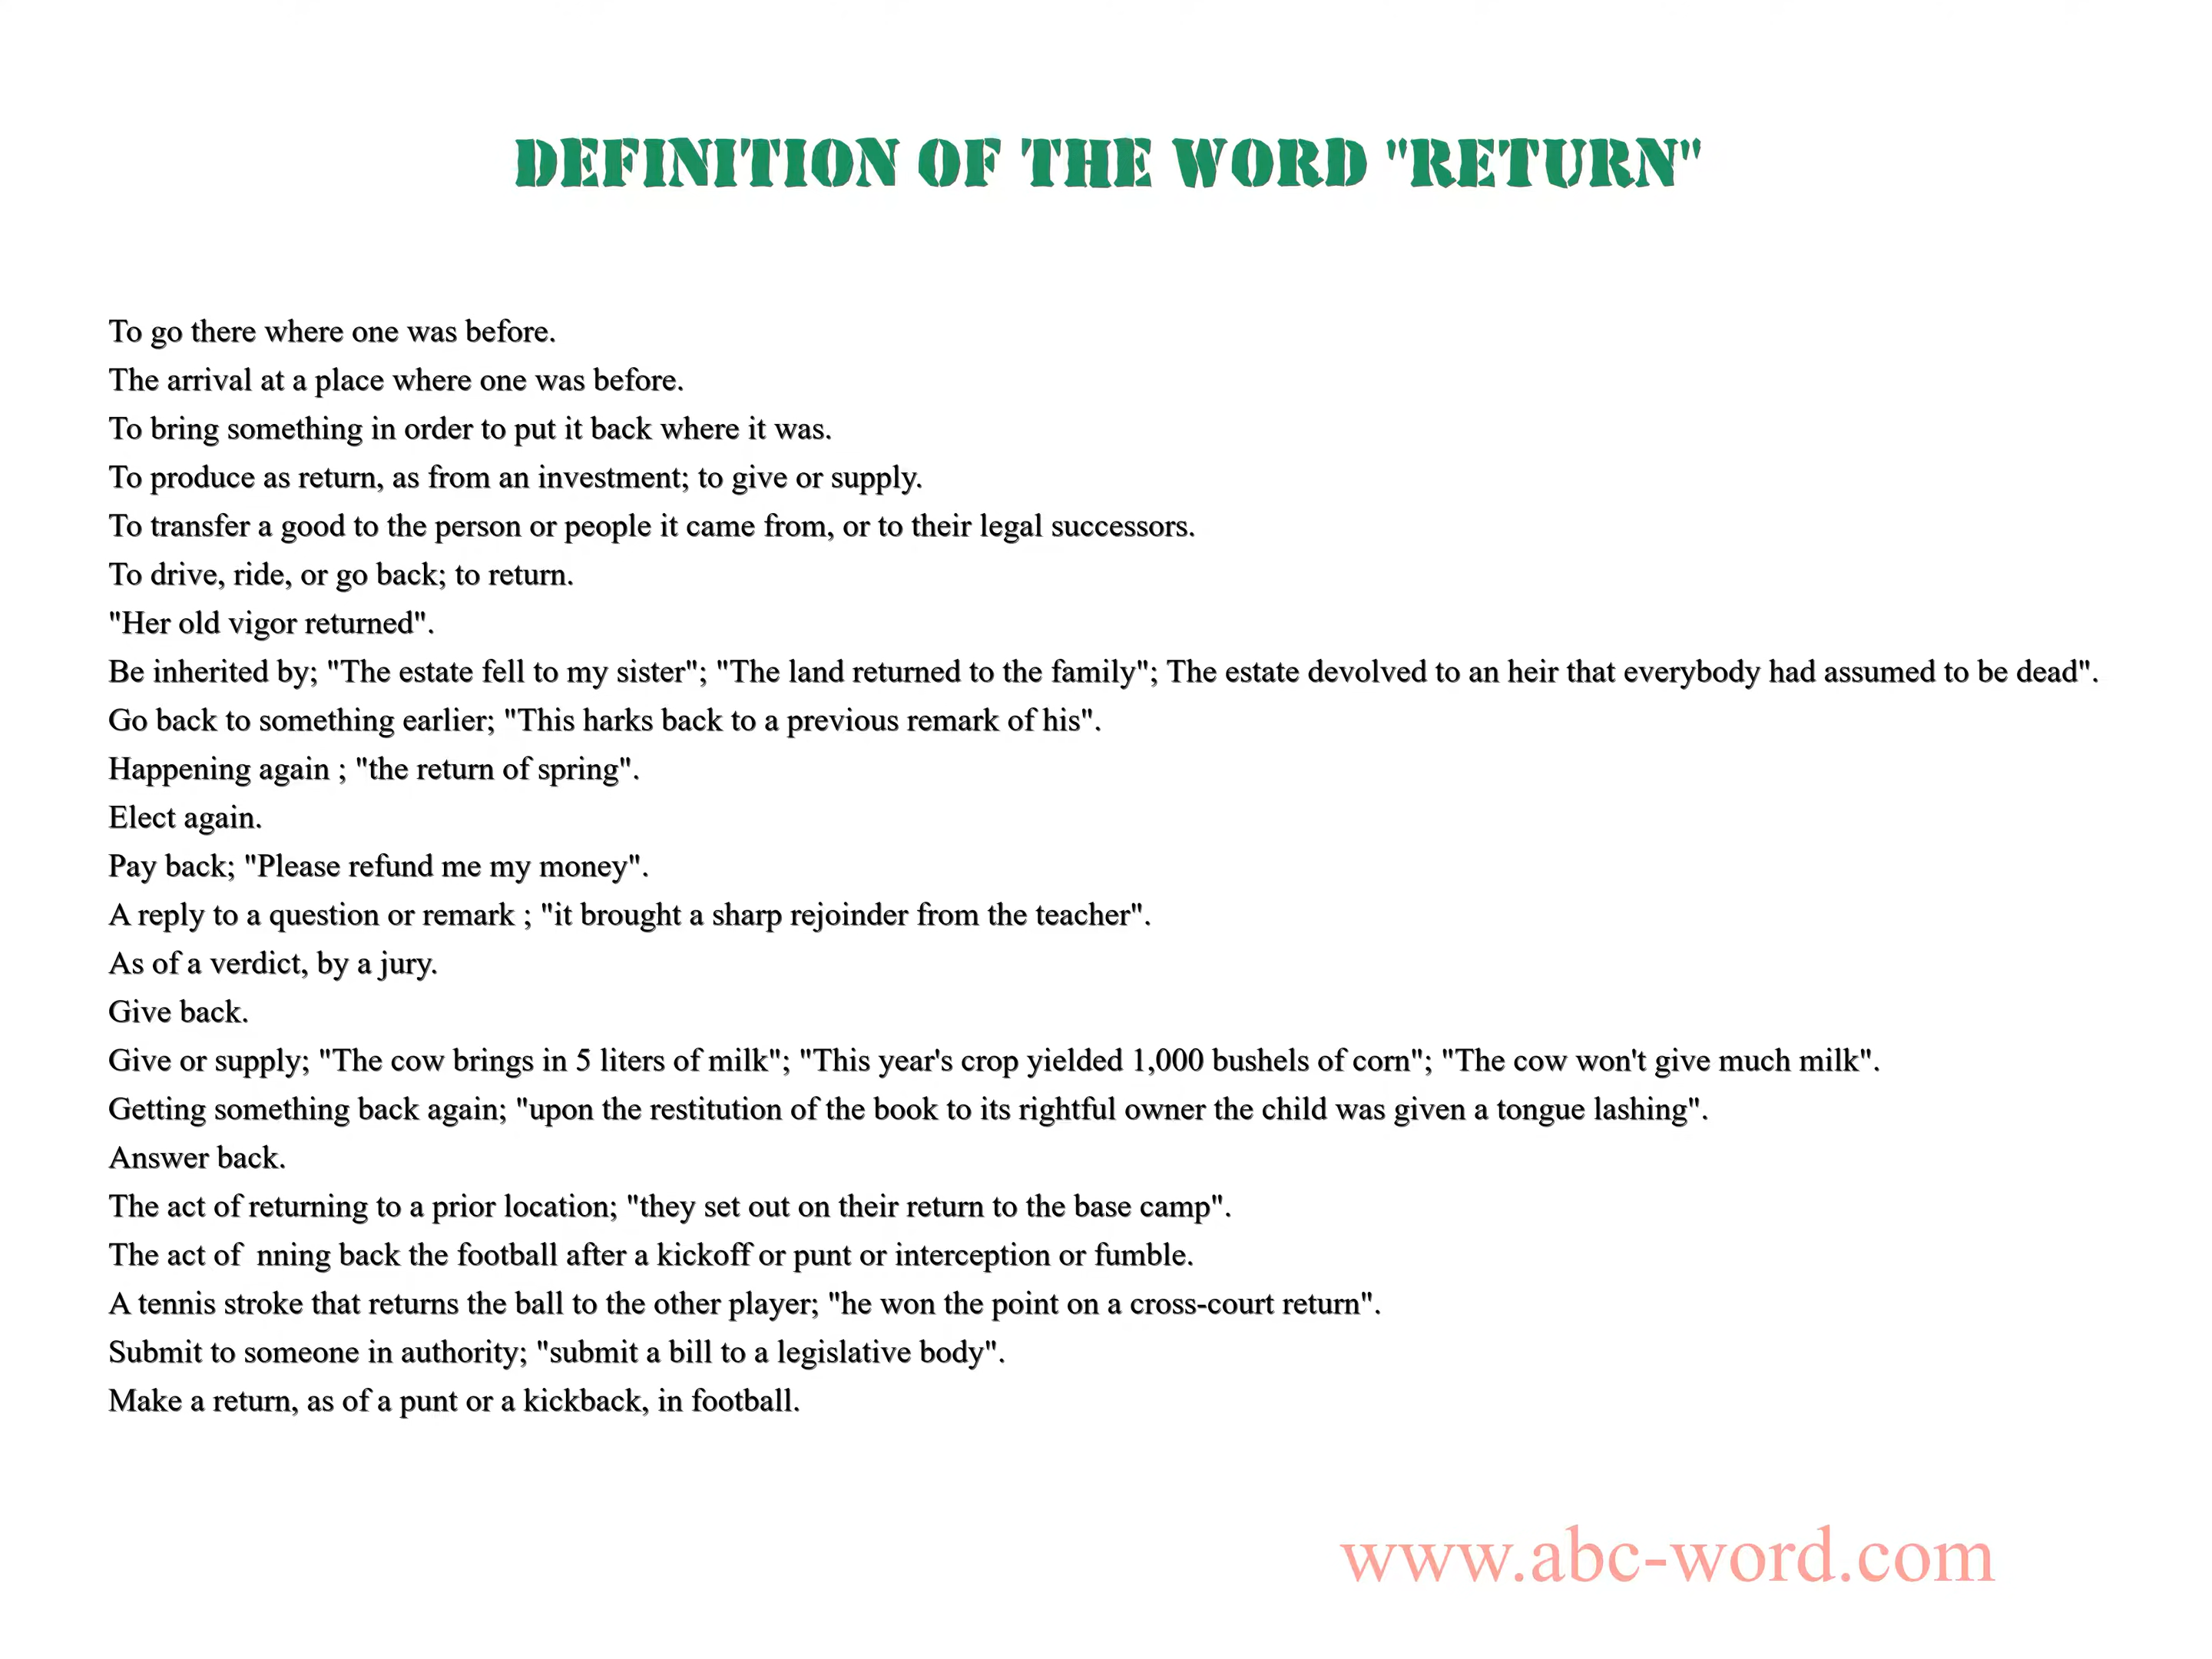 DEFINITION OF THE WORD "RETURN"
To go there where one was before.
The arrival at a place where one was before.
To bring something in order to put it back where it was.
To produce as return, as from an investment; to give or supply.
To transfer a good to the person or people it came from, or to their legal successors.
To drive, ride, or go back; to return.
"Her old vigor returned".
Be inherited by; "The estate fell to my sister"; "The land returned to the family"; The estate devolved to an heir that everybody had assumed to be dead".
Go back to something earlier; "This harks back to a previous remark of his".
Happening again ; "the return of spring".
Elect again.
Pay back; "Please refund me my money".
A reply to a question or remark ; "it brought a sharp rejoinder from the teacher".
As of a verdict, by a jury.
Give back.
Give or supply; "The cow brings in 5 liters of milk"; "This year's crop yielded 1,000 bushels of corn"; "The cow won't give much milk".
Getting something back again; "upon the restitution of the book to its rightful owner the child was given a tongue lashing".
Answer back.
The act of returning to a prior location; "they set out on their return to the base camp".
The act of  nning back the football after a kickoff or punt or interception or fumble.
A tennis stroke that returns the ball to the other player; "he won the point on a cross-court return".
Submit to someone in authority; "submit a bill to a legislative body".
Make a return, as of a punt or a kickback, in football.
www.abc-word.com